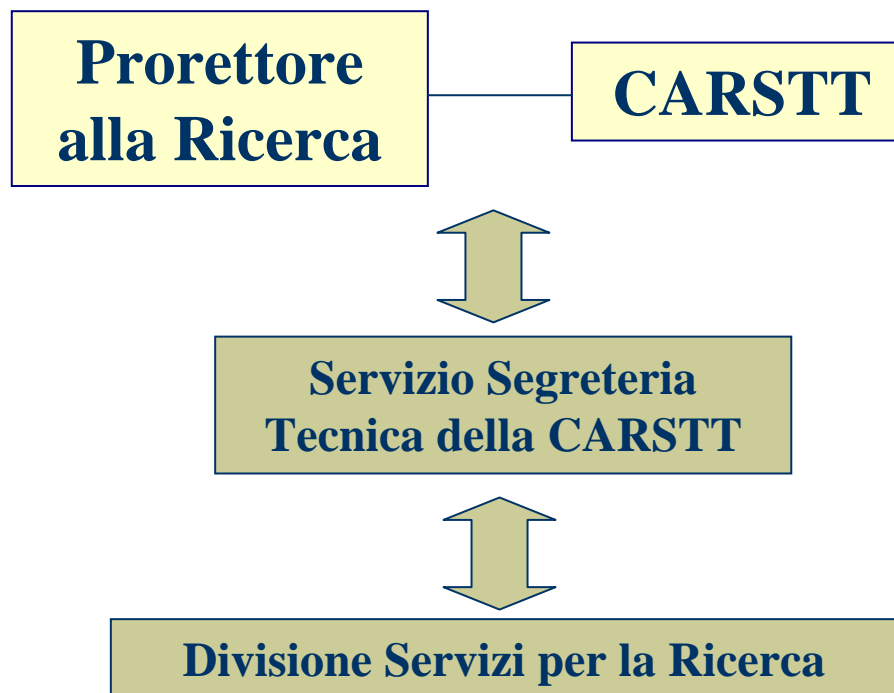 Prorettore
alla Ricerca
CARSTT
Servizio Segreteria
Tecnica della CARSTT
Divisione Servizi per la Ricerca